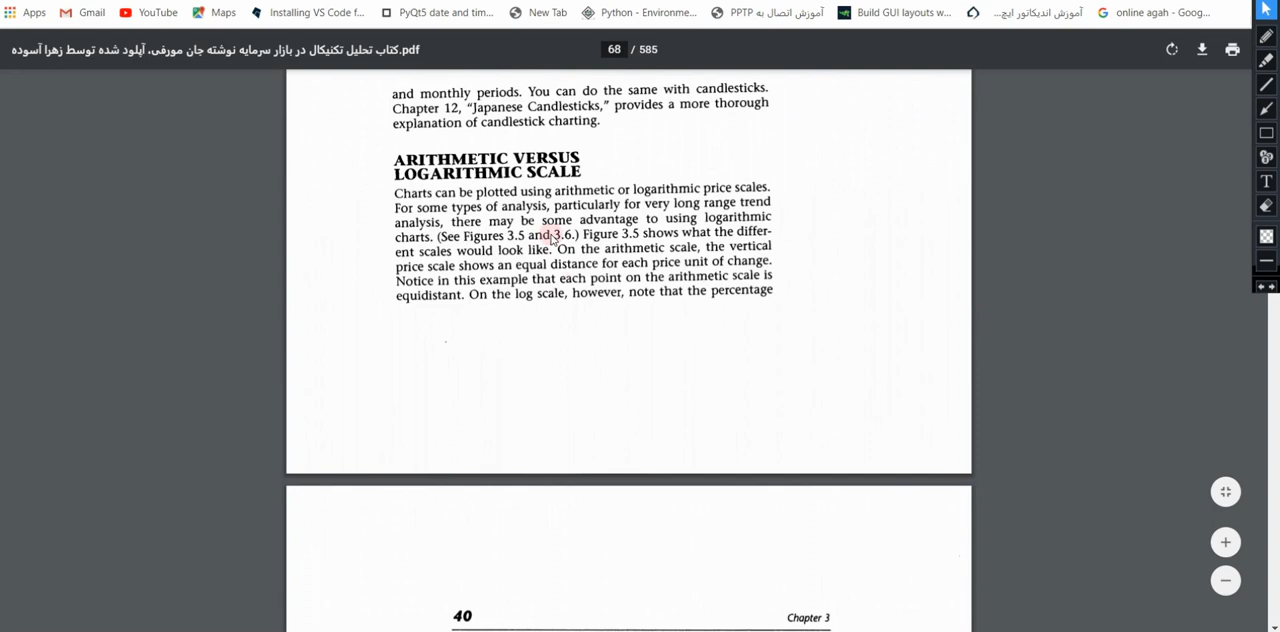 Apps Gmail YouTube Maps Installing VS Code f... PyQt5 date and tim... New Tab Python - Environme... آموزش اتصال به PPTP Build GUI layouts w... آموزش اندیکاتور ایچ... online agah - Goog...
کتاب تحلیل تکنیکال در بازار سرمایه نوشته جان مورفی، آپلود شده توسط زهرا آسوده.pdf
68 / 585
and monthly periods. You can do the same with candlesticks.
Chapter 12, “Japanese Candlesticks,” provides a more thorough
explanation of candlestick charting.
ARITHMETIC VERSUS
LOGARITHMIC SCALE
Charts can be plotted using arithmetic or logarithmic price scales.
For some types of analysis, particularly for very long range trend
analysis, there may be some advantage to using logarithmic
charts. (See Figures 3.5 and 3.6.) Figure 3.5 shows what the differ-
ent scales would look like. On the arithmetic scale, the vertical
price scale shows an equal distance for each price unit of change.
Notice in this example that each point on the arithmetic scale is
equidistant. On the log scale, however, note that the percentage
40 Chapter 3